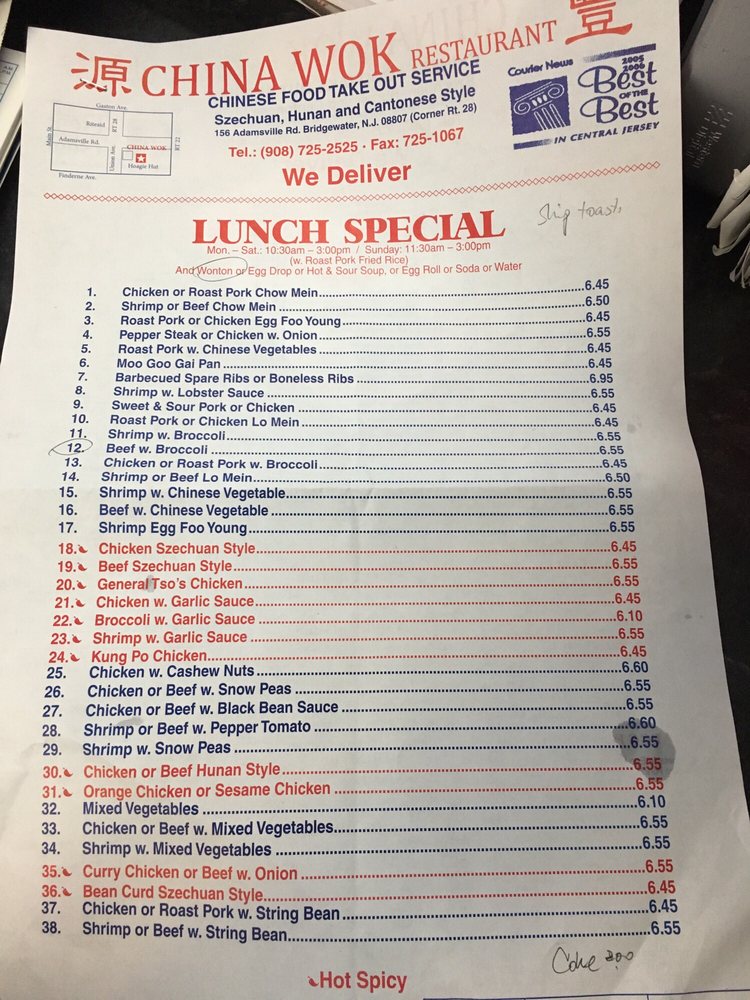 源 CHINA WOK RESTAURANT 豐
CHINESE FOOD TAKE OUT SERVICE
Szechuan, Hunan and Cantonese Style
156 Adamsville Rd. Bridgewater, N.J. 08807 (Corner Rt. 28)
Tel.: (908) 725-2525 · Fax: 725-1067
We Deliver
Courier News
2005
2006
Best
OF THE
Best
IN CENTRAL JERSEY
Gaston Ave.
Main St.
Riteaid
RT 28
Adamsville Rd.
Union Ave.
CHINA WOK
Hoagie Hut
RT 22
Finderne Ave.
toast
LUNCH SPECIAL
Mon. – Sat.: 10:30am – 3:00pm / Sunday: 11:30am – 3:00pm
(w. Roast Pork Fried Rice)
And Wonton or Egg Drop or Hot & Sour Soup, or Egg Roll or Soda or Water
1. Chicken or Roast Pork Chow Mein 6.45
2. Shrimp or Beef Chow Mein 6.50
3. Roast Pork or Chicken Egg Foo Young 6.45
4. Pepper Steak or Chicken w. Onion 6.55
5. Roast Pork w. Chinese Vegetables 6.45
6. Moo Goo Gai Pan 6.45
7. Barbecued Spare Ribs or Boneless Ribs 6.95
8. Shrimp w. Lobster Sauce 6.55
9. Sweet & Sour Pork or Chicken 6.45
10. Roast Pork or Chicken Lo Mein 6.45
11. Shrimp w. Broccoli 6.55
12. Beef w. Broccoli 6.55
13. Chicken or Roast Pork w. Broccoli 6.45
14. Shrimp or Beef Lo Mein 6.50
15. Shrimp w. Chinese Vegetable 6.55
16. Beef w. Chinese Vegetable 6.55
17. Shrimp Egg Foo Young 6.55
18. Chicken Szechuan Style 6.45
19. Beef Szechuan Style 6.55
20. General Tso's Chicken 6.55
21. Chicken w. Garlic Sauce 6.45
22. Broccoli w. Garlic Sauce 6.10
23. Shrimp w. Garlic Sauce 6.55
24. Kung Po Chicken 6.45
25. Chicken w. Cashew Nuts 6.60
26. Chicken or Beef w. Snow Peas 6.55
27. Chicken or Beef w. Black Bean Sauce 6.55
28. Shrimp or Beef w. Pepper Tomato 6.60
29. Shrimp w. Snow Peas 6.55
30. Chicken or Beef Hunan Style 6.55
31. Orange Chicken or Sesame Chicken 6.55
32. Mixed Vegetables 6.10
33. Chicken or Beef w. Mixed Vegetables 6.55
34. Shrimp w. Mixed Vegetables 6.55
35. Curry Chicken or Beef w. Onion 6.55
36. Bean Curd Szechuan Style 6.45
37. Chicken or Roast Pork w. String Bean 6.45
38. Shrimp or Beef w. String Bean 6.55
Coke
Hot Spicy